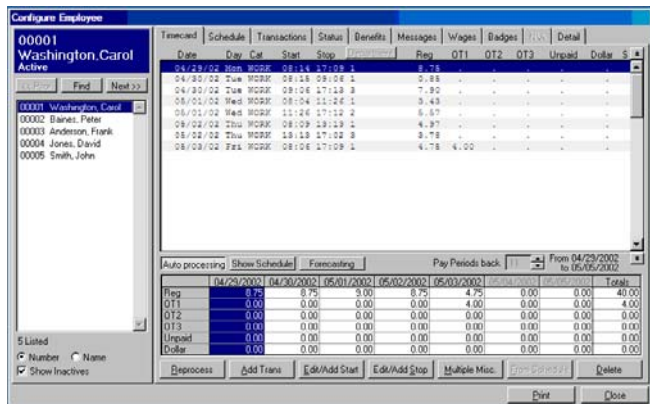 Configure Employee
00001
Washington,Carol
Active
Find Next >>
00001 Washington, Carol
00002 Baines, Peter
00003 Anderson, Frank
00004 Jones, David
00005 Smith, John
5 Listed
Number Name
Show Inactives
Timecard Schedule Transactions Status Benefits Messages Wages Badges Detail
Date Day Cat Start Stop Department Reg OT1 OT2 OT3 Unpaid Dollar S
04/29/02 Mon WORK 08:14 17:09 1 8.75 . . . . .
04/30/02 Tue WORK 08:15 09:06 1 0.85 . . . . .
04/30/02 Tue WORK 09:06 17:13 3 7.90 . . . . .
05/01/02 Wed WORK 08:04 11:26 1 3.43 . . . . .
05/01/02 Wed WORK 11:26 17:12 2 5.57 . . . . .
05/02/02 Thu WORK 08:09 13:13 1 4.97 . . . . .
05/02/02 Thu WORK 13:13 17:02 3 3.78 . . . . .
05/03/02 Fri WORK 08:06 17:09 1 4.75 4.00 . . . .
Auto processing Show Schedule Forecasting Pay Periods back 11 From 04/29/2002
to 05/05/2002
04/29/2002 04/30/2002 05/01/2002 05/02/2002 05/03/2002 05/04/2002 05/05/2002 Totals
Reg 8.75 8.75 9.00 8.75 4.75 0.00 0.00 40.00
OT1 0.00 0.00 0.00 0.00 4.00 0.00 0.00 4.00
OT2 0.00 0.00 0.00 0.00 0.00 0.00 0.00 0.00
OT3 0.00 0.00 0.00 0.00 0.00 0.00 0.00 0.00
Unpaid 0.00 0.00 0.00 0.00 0.00 0.00 0.00 0.00
Dollar 0.00 0.00 0.00 0.00 0.00 0.00 0.00 0.00
Reprocess Add Trans Edit/Add Start Edit/Add Stop Multiple Misc. From Schedule Delete
Print Close